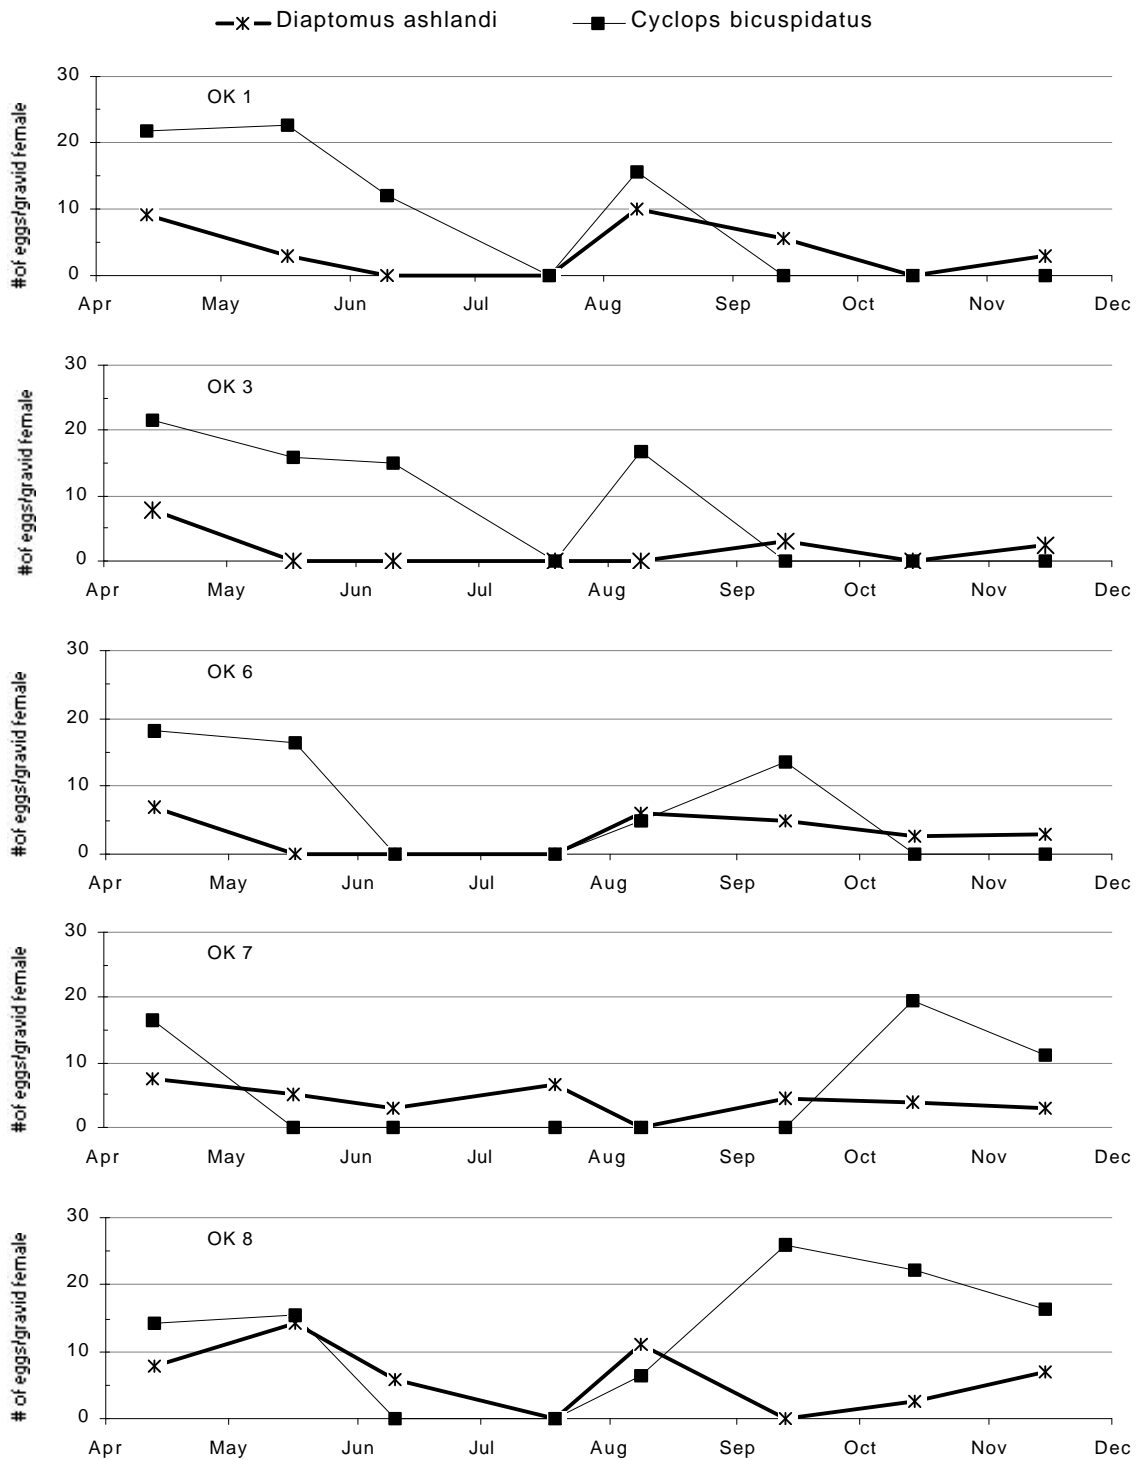 Diaptomus ashlandi Cyclops bicuspidatus
30
OK 1
20
10
0
#of eggs/gravid female
Apr May Jun Jul Aug Sep Oct Nov Dec
30
OK 3
20
10
0
#of eggs/gravid female
Apr May Jun Jul Aug Sep Oct Nov Dec
30
OK 6
20
10
0
#of eggs/gravid female
Apr May Jun Jul Aug Sep Oct Nov Dec
30
OK 7
20
10
0
#of eggs/gravid female
Apr May Jun Jul Aug Sep Oct Nov Dec
30
OK 8
20
10
0
# of eggs/gravid female
Apr May Jun Jul Aug Sep Oct Nov Dec